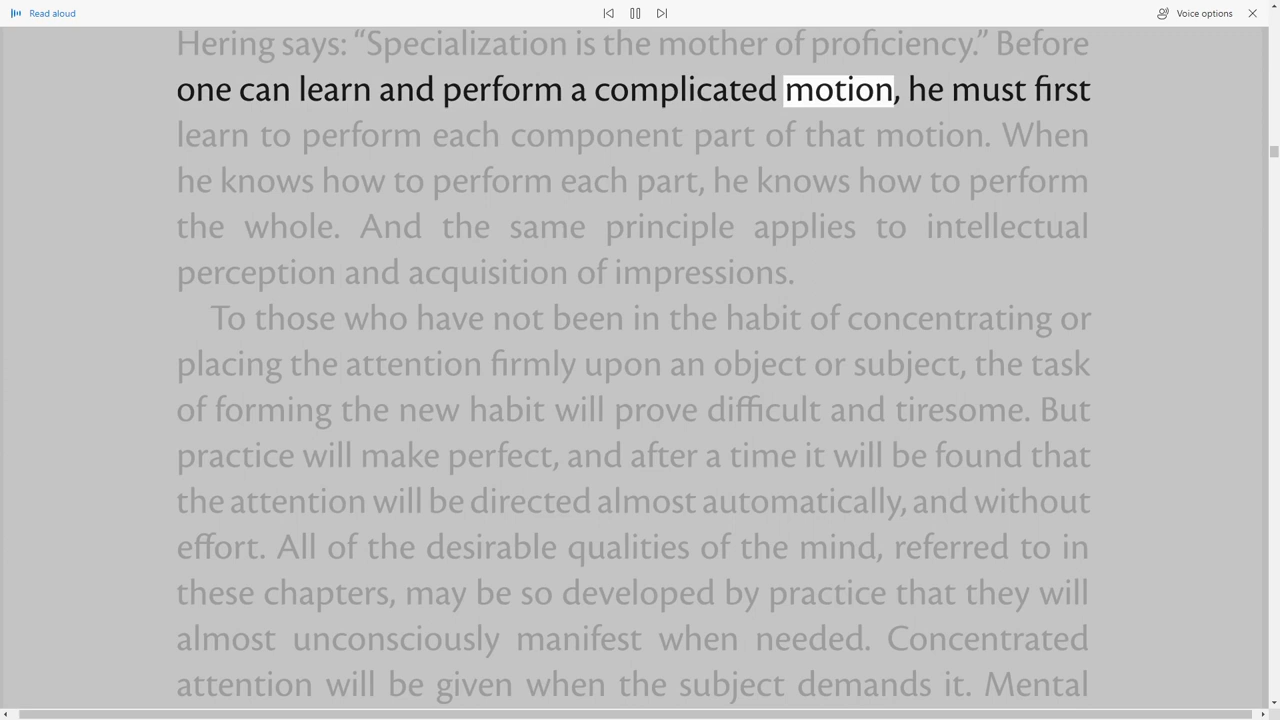 Read aloud
Voice options
Hering says: “Specialization is the mother of proficiency.” Before
one can learn and perform a complicated motion, he must first
learn to perform each component part of that motion. When
he knows how to perform each part, he knows how to perform
the whole. And the same principle applies to intellectual
perception and acquisition of impressions.
To those who have not been in the habit of concentrating or
placing the attention firmly upon an object or subject, the task
of forming the new habit will prove difficult and tiresome. But
practice will make perfect, and after a time it will be found that
the attention will be directed almost automatically, and without
effort. All of the desirable qualities of the mind, referred to in
these chapters, may be so developed by practice that they will
almost unconsciously manifest when needed. Concentrated
attention will be given when the subject demands it. Mental